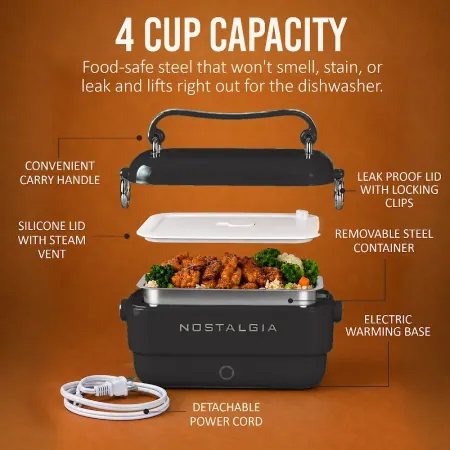 4 CUP CAPACITY
Food-safe steel that won't smell, stain, or
leak and lifts right out for the dishwasher.
CONVENIENT
CARRY HANDLE
LEAK PROOF LID
WITH LOCKING
CLIPS
SILICONE LID
WITH STEAM
VENT
REMOVABLE STEEL
CONTAINER
NOSTALGIA
ELECTRIC
WARMING BASE
DETACHABLE
POWER CORD